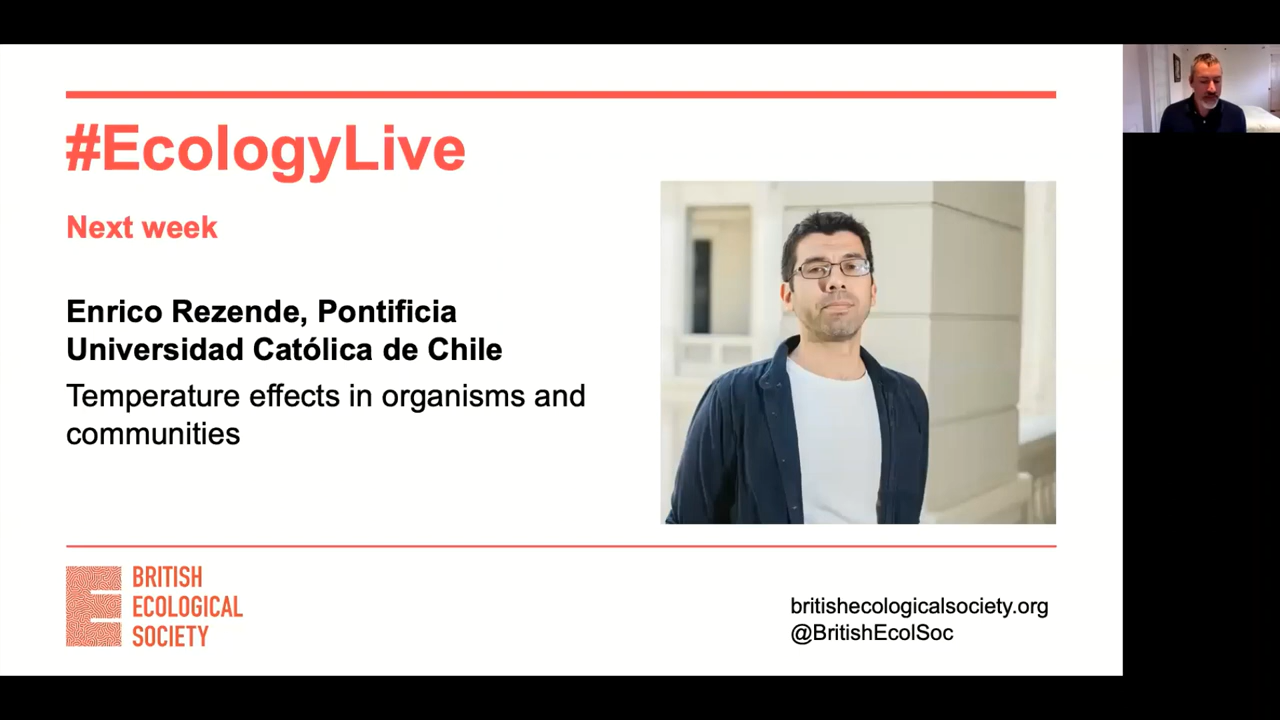 #EcologyLive
Next week
Enrico Rezende, Pontificia
Universidad Católica de Chile
Temperature effects in organisms and
communities
BRITISH
ECOLOGICAL
SOCIETY
britishecologicalsociety.org
@BritishEcolSoc